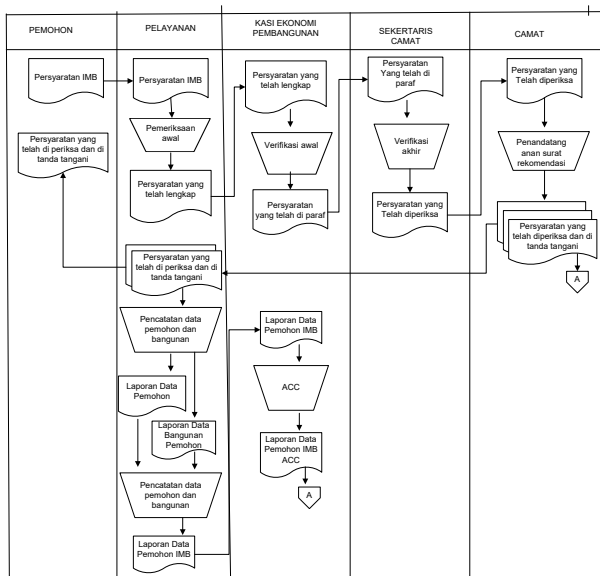 PEMOHON
PELAYANAN
KASI EKONOMI
PEMBANGUNAN
SEKERTARIS
CAMAT
CAMAT
Persyaratan IMB
Persyaratan IMB
Persyaratan yang
telah lengkap
Persyaratan
Yang telah di
paraf
Persyaratan yang
Telah diperiksa
Persyaratan yang
telah di periksa dan di
tanda tangani
Pemeriksaan
awal
Verifikasi awal
Verifikasi
akhir
Penandatang
anan surat
rekomendasi
Persyaratan yang
telah lengkap
Persyaratan
yang telah di paraf
Persyaratan yang
Telah diperiksa
Persyaratan yang
telah diperiksa dan di
tanda tangani
A
Persyaratan yang
telah di periksa dan di
tanda tangani
Pencatatan data
pemohon dan
bangunan
Laporan Data
Pemohon IMB
Laporan Data
Pemohon
ACC
Laporan Data
Bangunan
Pemohon
Laporan Data
Pemohon IMB
ACC
Pencatatan data
pemohon dan
bangunan
A
Laporan Data
Pemohon IMB